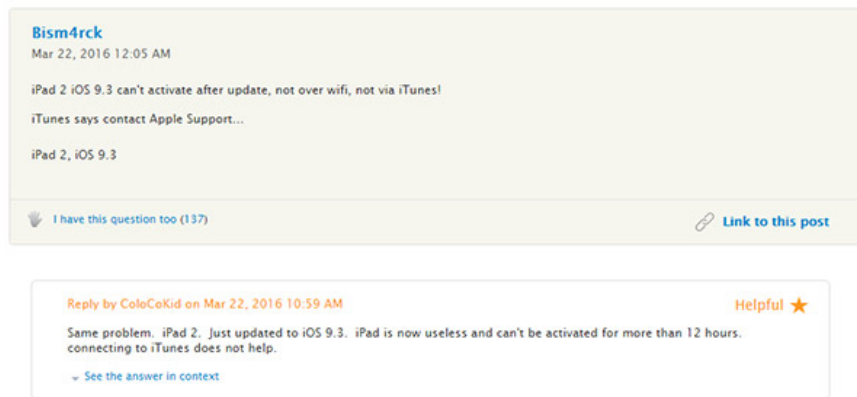 Bism4rck
Mar 22, 2016 12:05 AM
iPad 2 iOS 9.3 can't activate after update, not over wifi, not via iTunes!
iTunes says contact Apple Support...
iPad 2, iOS 9.3
I have this question too (137)
Link to this post
Reply by ColoCoKid on Mar 22, 2016 10:59 AM
Helpful
Same problem.  iPad 2.  Just updated to iOS 9.3.  iPad is now useless and can't be activated for more than 12 hours.
connecting to iTunes does not help.
See the answer in context